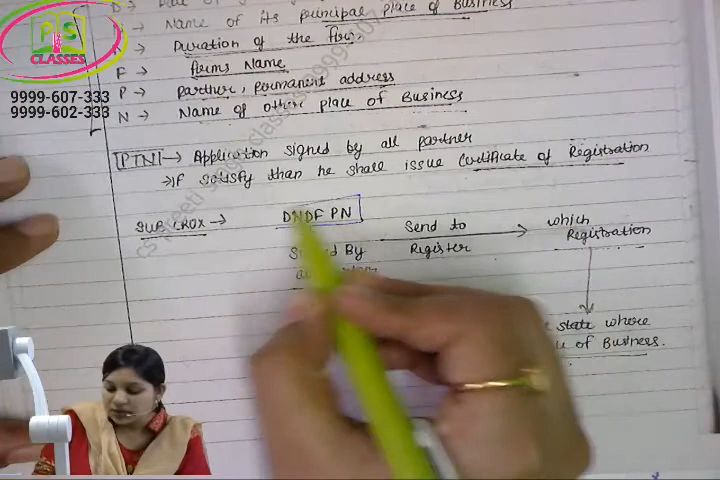 D → Date of
N → Name of its principal place of Business
→ Duration of the firm,
F → firms Name
P → partner, permanent address
N → Name of other place of Business
PTN → Application signed by all partner
⇒ If satisfy than he shall issue Certificate of Registration
SUB CROX → DNDF PN Send to Register → which Registration
Signed By
state where
of Business.
PS
CLASSES
9999-607-333
9999-602-333